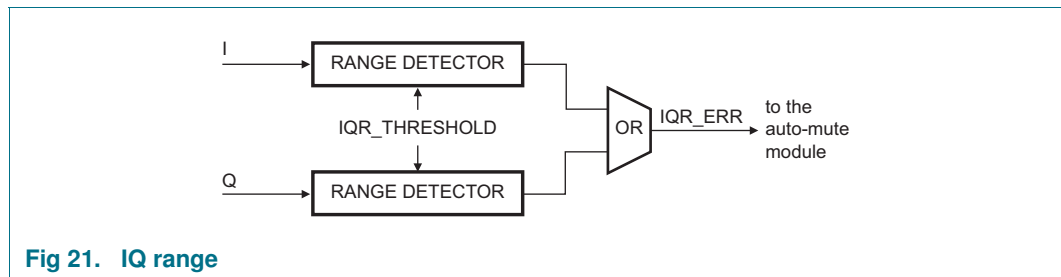 I
RANGE DETECTOR
IQR_THRESHOLD
Q
RANGE DETECTOR
OR
IQR_ERR
to the
auto-mute
module
Fig 21. IQ range